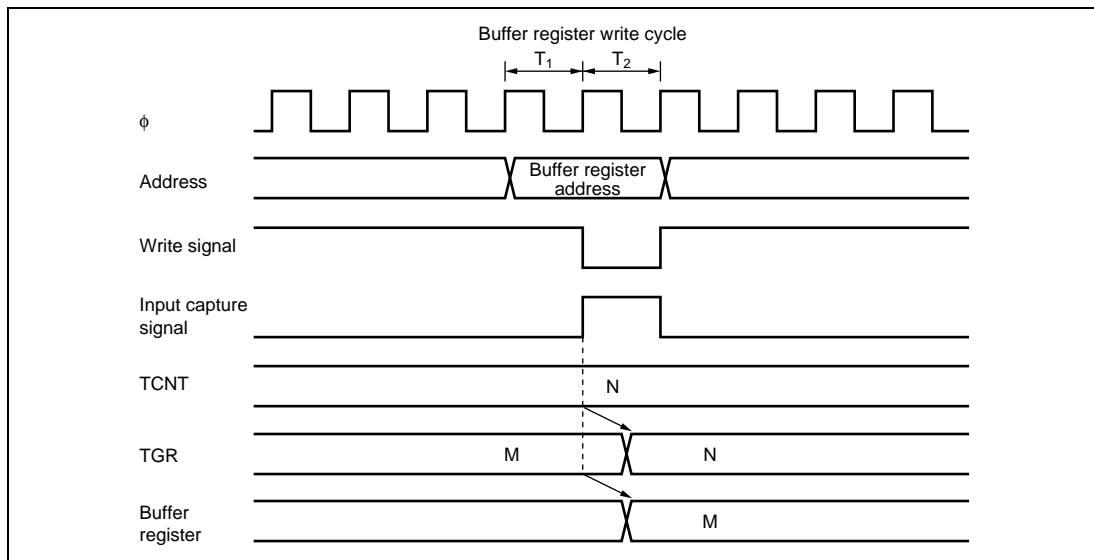 Buffer register write cycle
T₁ T₂
φ
Address
Buffer register
address
Write signal
Input capture
signal
TCNT
N
TGR
M N
Buffer
register
M